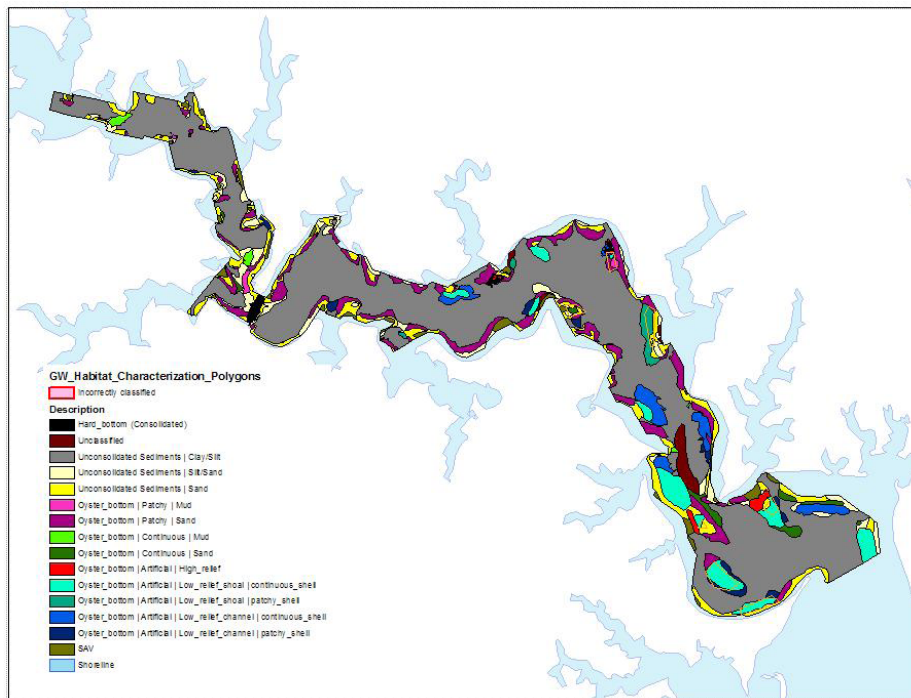 GW_Habitat_Characterization_Polygons
Incorrectly classified
Description
Hard_bottom (Consolidated)
Unclassified
Unconsolidated Sediments | Clay/Silt
Unconsolidated Sediments | Silt/Sand
Unconsolidated Sediments | Sand
Oyster_bottom | Patchy | Mud
Oyster_bottom | Patchy | Sand
Oyster_bottom | Continuous | Mud
Oyster_bottom | Continuous | Sand
Oyster_bottom | Artificial | High_relief
Oyster_bottom | Artificial | Low_relief_shoal | continuous_shell
Oyster_bottom | Artificial | Low_relief_shoal | patchy_shell
Oyster_bottom | Artificial | Low_relief_channel | continuous_shell
Oyster_bottom | Artificial | Low_relief_channel | patchy_shell
SAV
Shoreline